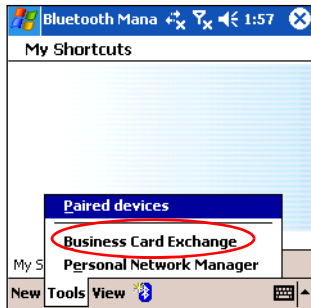 Bluetooth Mana 1:57
My Shortcuts
Paired devices
Business Card Exchange
My S Personal Network Manager
New Tools View